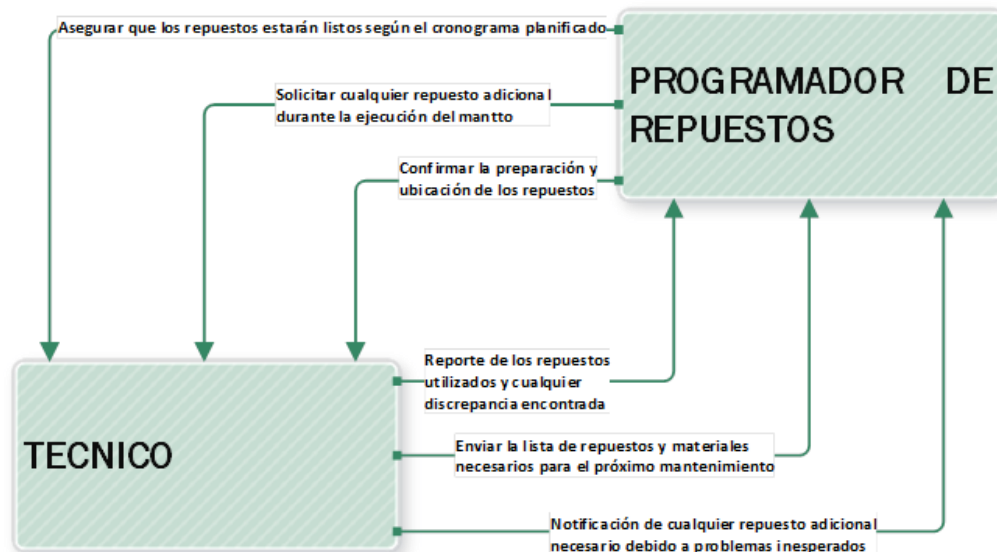 Asegurar que los repuestos estarán listos según el cronograma planificado
PROGRAMADOR DE
REPUESTOS
Solicitar cualquier repuesto adicional
durante la ejecución del mantto
Confirmar la preparación y
ubicación de los repuestos
Reporte de los repuestos
utilizados y cualquier
discrepancia encontrada
TECNICO
Enviar la lista de repuestos y materiales
necesarios para el próximo mantenimiento
Notificación de cualquier repuesto adicional
necesario debido a problemas inesperados